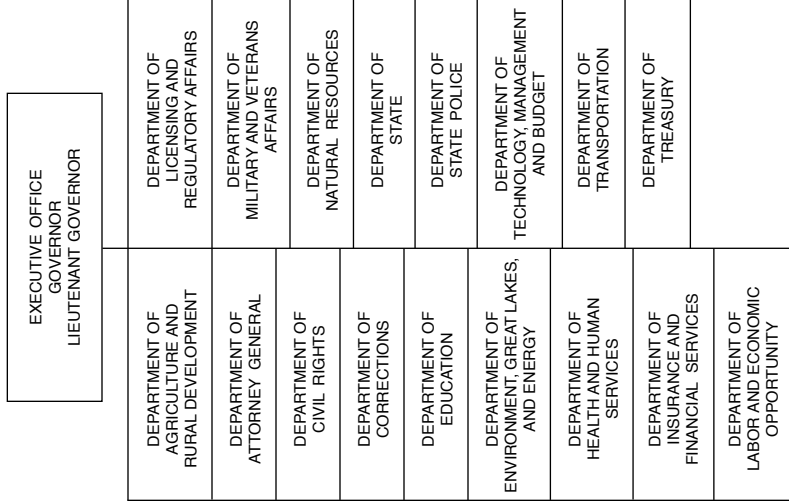 EXECUTIVE OFFICE
GOVERNOR
LIEUTENANT GOVERNOR
DEPARTMENT OF
AGRICULTURE AND
RURAL DEVELOPMENT
DEPARTMENT OF
ATTORNEY GENERAL
DEPARTMENT OF
CIVIL RIGHTS
DEPARTMENT OF
CORRECTIONS
DEPARTMENT OF
EDUCATION
DEPARTMENT OF
ENVIRONMENT, GREAT LAKES,
AND ENERGY
DEPARTMENT OF
HEALTH AND HUMAN
SERVICES
DEPARTMENT OF
INSURANCE AND
FINANCIAL SERVICES
DEPARTMENT OF
LABOR AND ECONOMIC
OPPORTUNITY
DEPARTMENT OF
LICENSING AND
REGULATORY AFFAIRS
DEPARTMENT OF
MILITARY AND VETERANS
AFFAIRS
DEPARTMENT OF
NATURAL RESOURCES
DEPARTMENT OF
STATE
DEPARTMENT OF
STATE POLICE
DEPARTMENT OF
TECHNOLOGY, MANAGEMENT
AND BUDGET
DEPARTMENT OF
TRANSPORTATION
DEPARTMENT OF
TREASURY